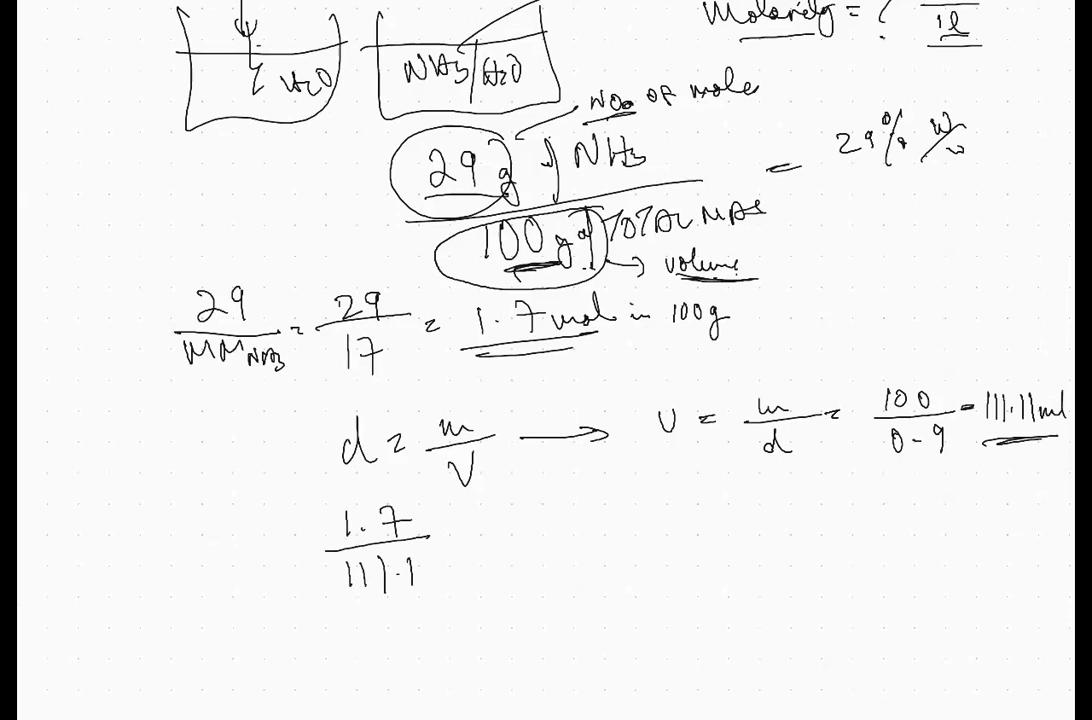 Molarity = ?
1l
H2O
NH3 | H2O
No. of mole
29 g NH3 = 29% w/w
100 g TOTAL MAS
→ volume
29 / MM NH3 = 29 / 17 = 1.7 mol in 100g
d = m / V → V = m / d = 100 / 0.9 = 111.11 ml
1.7 / 111.1